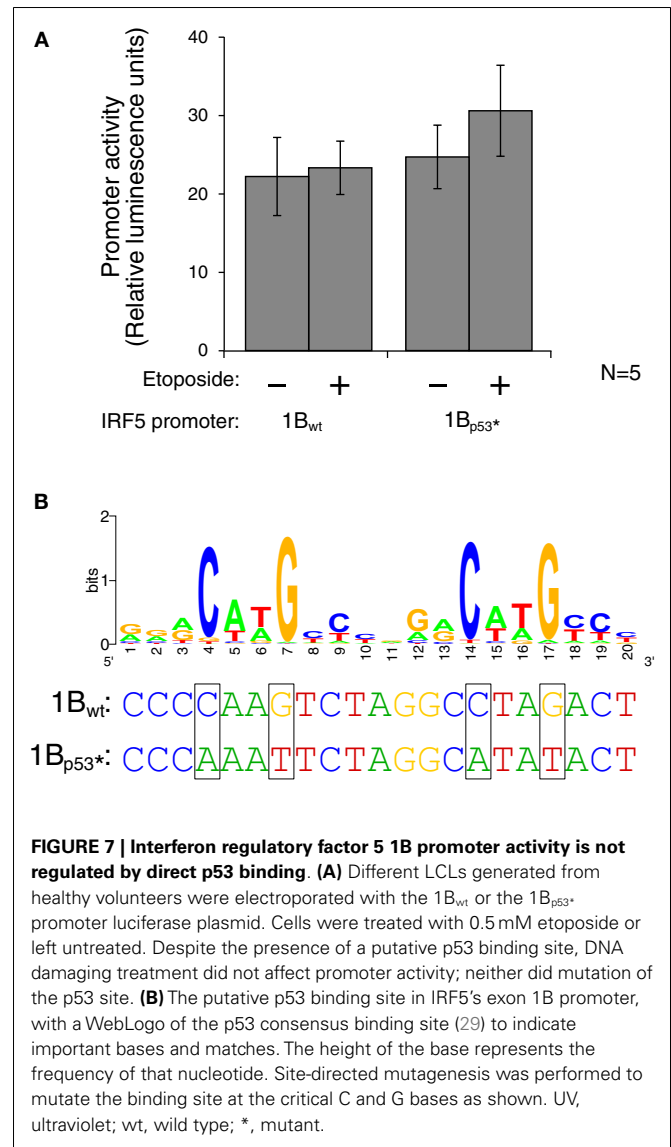 A
Promoter activity
(Relative luminescence units)
40
30
20
10
0
Etoposide: − + − +
N=5
IRF5 promoter: 1Bwt 1Bp53*
B
2
1
0
bits
CATG CATG
5' 1 2 3 4 5 6 7 8 9 10 11 12 13 14 15 16 17 18 19 20 3'
1Bwt: CCCCAAGTCTAGGCCTAGACT
1Bp53*: CCCAAATTCTAGGCATATACT
FIGURE 7 | Interferon regulatory factor 5 1B promoter activity is not
regulated by direct p53 binding. (A) Different LCLs generated from
healthy volunteers were electroporated with the 1Bwt or the 1Bp53*
promoter luciferase plasmid. Cells were treated with 0.5 mM etoposide or
left untreated. Despite the presence of a putative p53 binding site, DNA
damaging treatment did not affect promoter activity; neither did mutation of
the p53 site. (B) The putative p53 binding site in IRF5's exon 1B promoter,
with a WebLogo of the p53 consensus binding site (29) to indicate
important bases and matches. The height of the base represents the
frequency of that nucleotide. Site-directed mutagenesis was performed to
mutate the binding site at the critical C and G bases as shown. UV,
ultraviolet; wt, wild type; *, mutant.